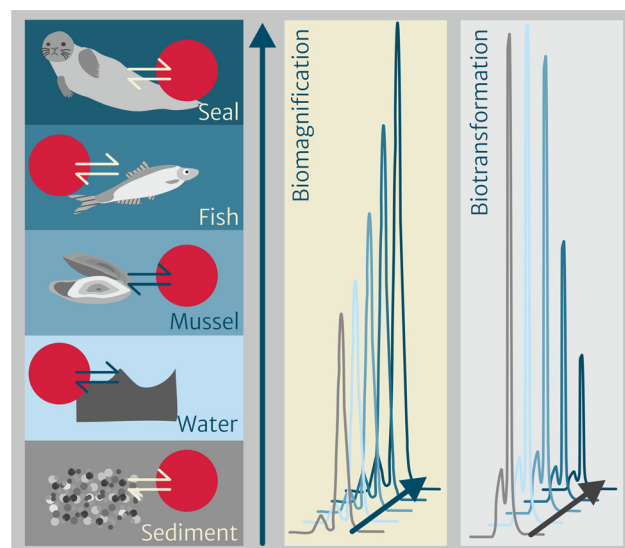 Seal
Fish
Mussel
Water
Sediment
Biomagnification
Biotransformation